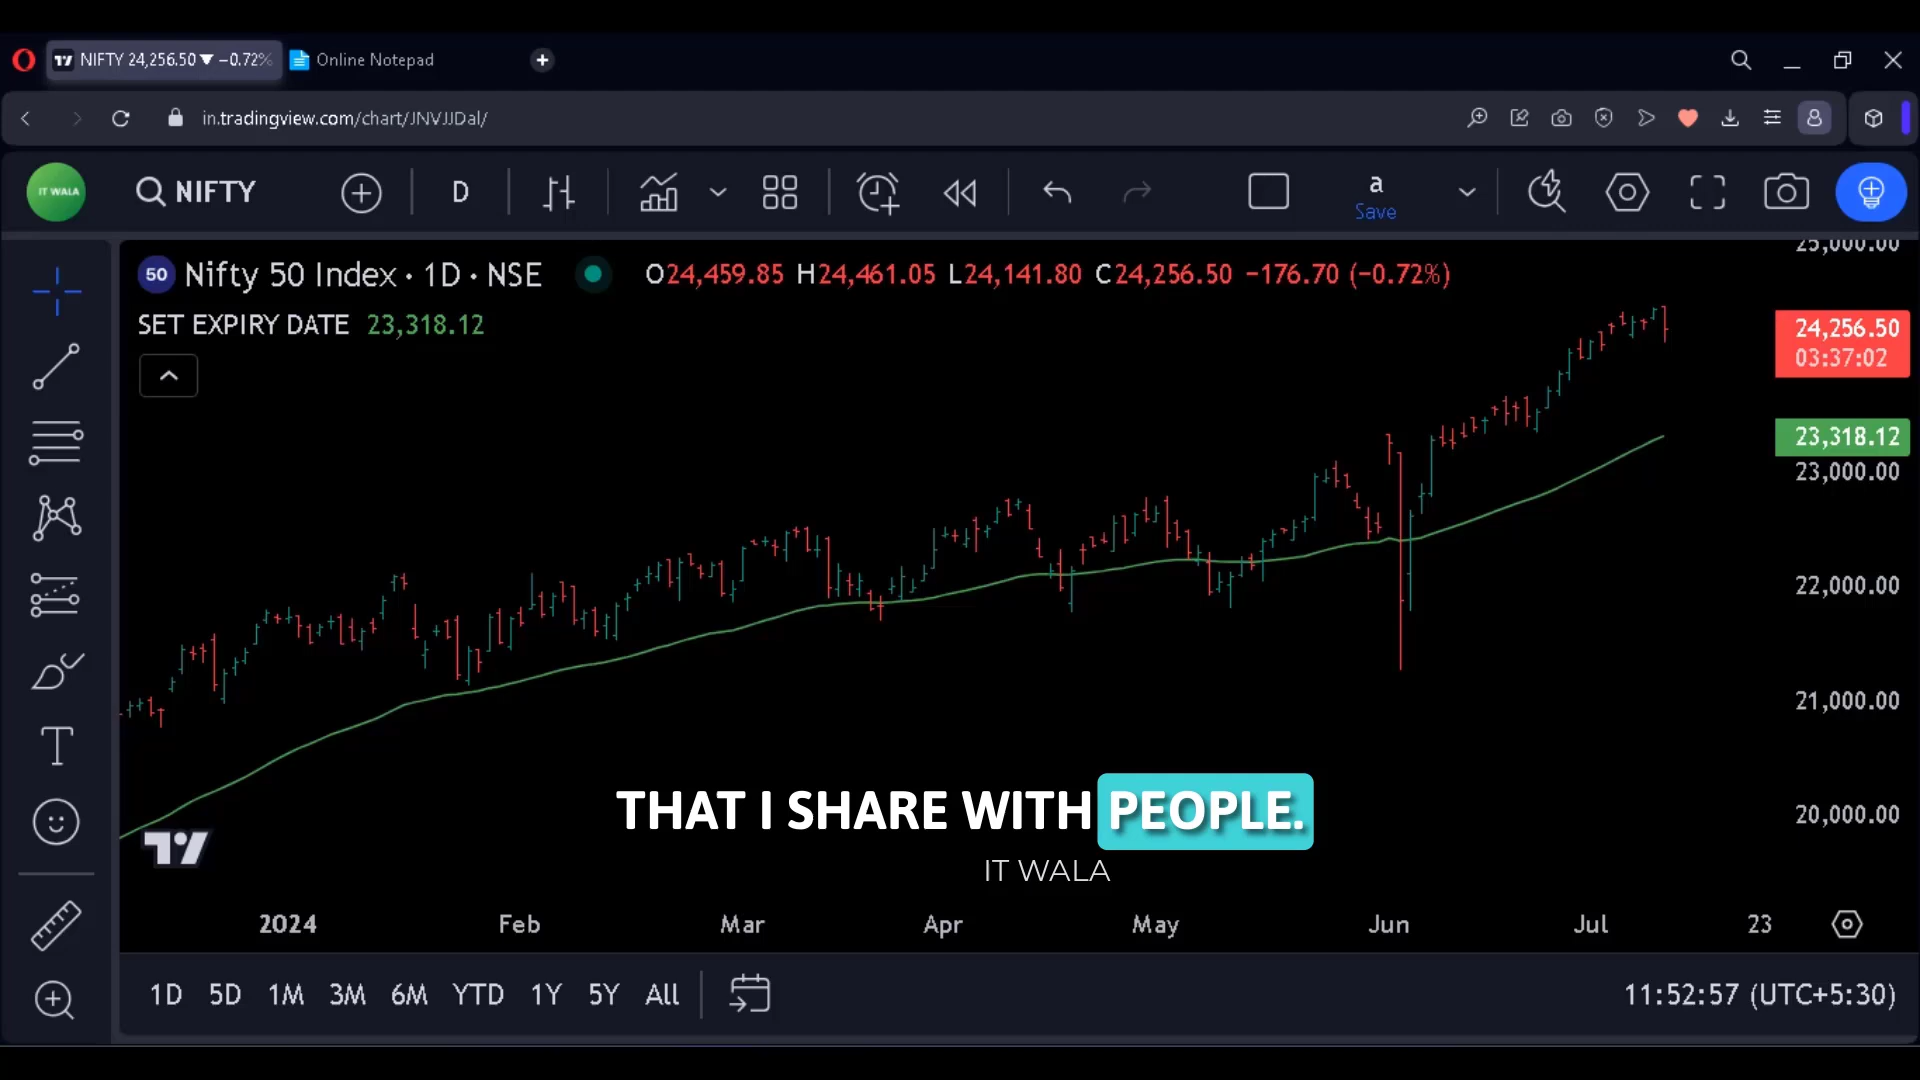 NIFTY 24,256.50 ▼ −0.72%
Online Notepad
in.tradingview.com/chart/JNVJJDal/
IT WALA
NIFTY
D
a
Save
50 Nifty 50 Index · 1D · NSE
O24,459.85 H24,461.05 L24,141.80 C24,256.50 −176.70 (−0.72%)
SET EXPIRY DATE 23,318.12
25,000.00
24,256.50
03:37:02
23,318.12
23,000.00
22,000.00
21,000.00
20,000.00
THAT I SHARE WITH PEOPLE.
IT WALA
2024 Feb Mar Apr May Jun Jul 23
1D 5D 1M 3M 6M YTD 1Y 5Y All
11:52:57 (UTC+5:30)